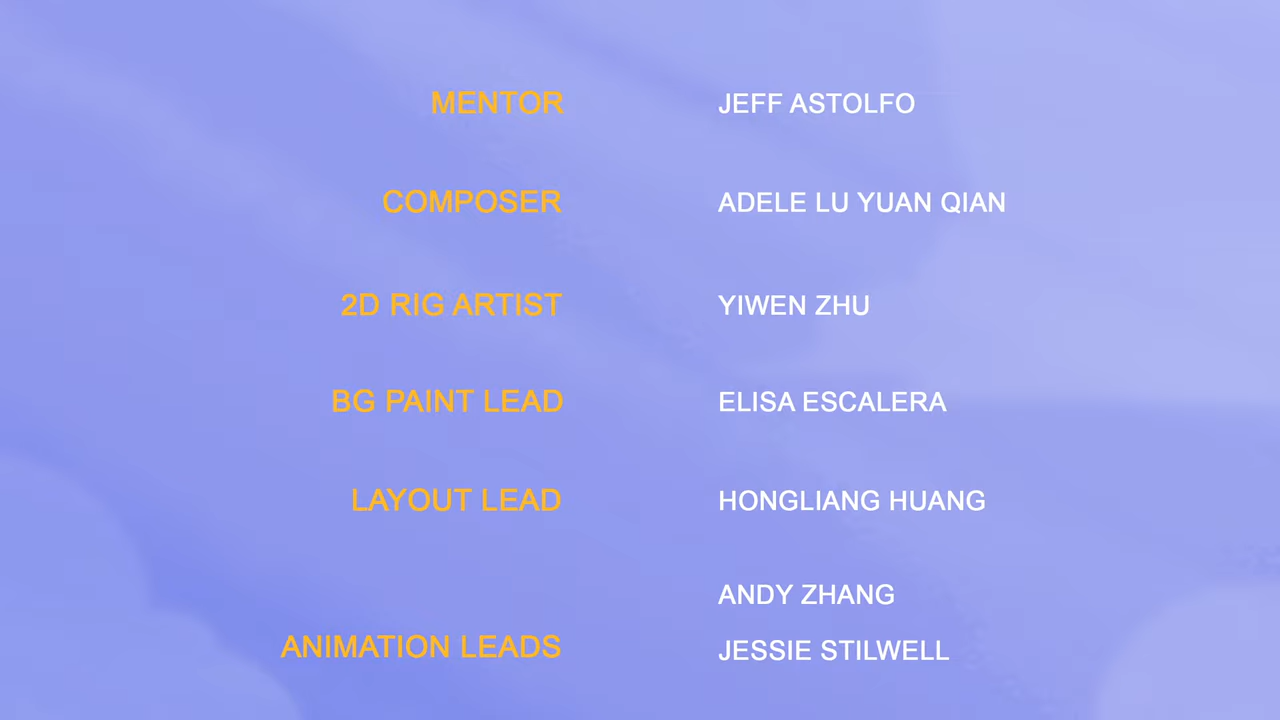 MENTOR JEFF ASTOLFO
COMPOSER ADELE LU YUAN QIAN
2D RIG ARTIST YIWEN ZHU
BG PAINT LEAD ELISA ESCALERA
LAYOUT LEAD HONGLIANG HUANG
ANDY ZHANG
ANIMATION LEADS JESSIE STILWELL